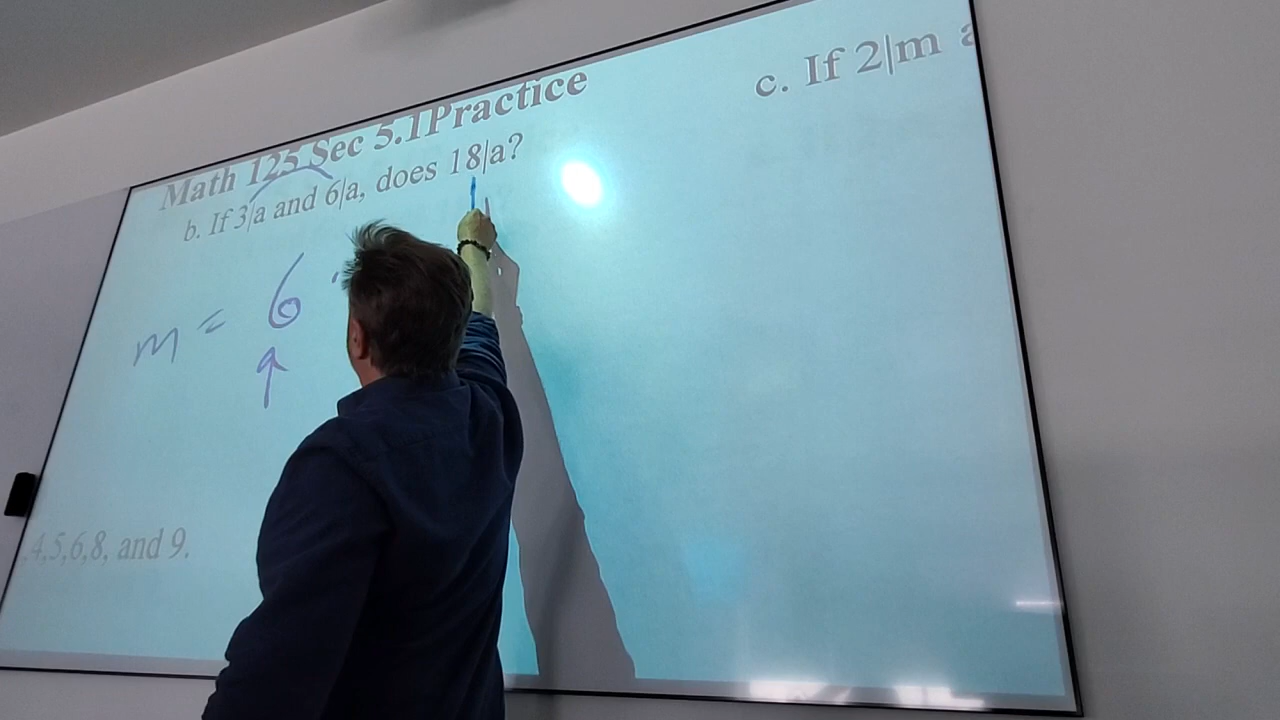 Math 125 Sec 5.1Practice
b. If 3|a and 6|a, does 18|a?
m = 6 ·
4,5,6,8, and 9.
c. If 2|m a